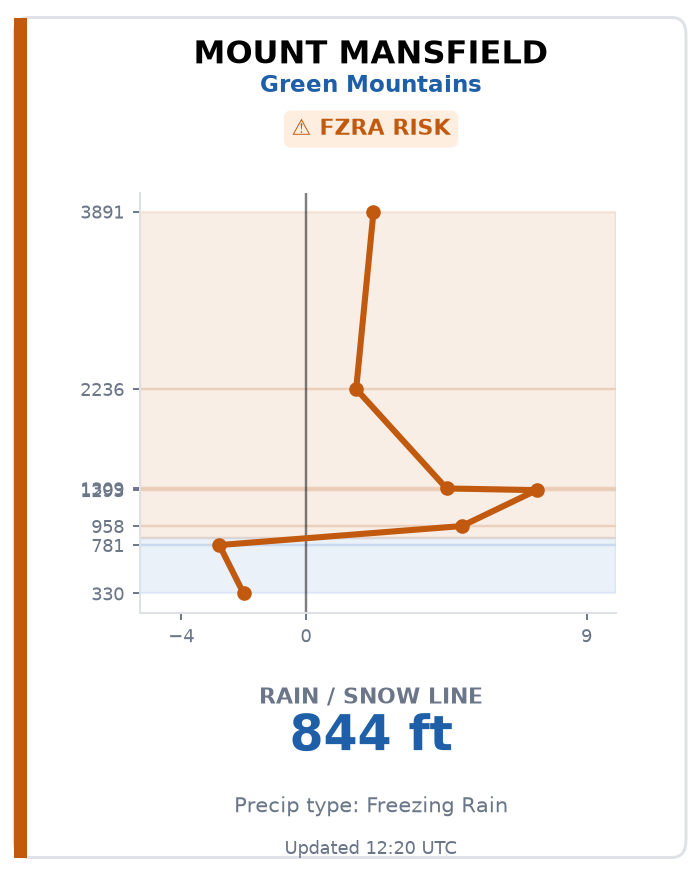 MOUNT MANSFIELD
Green Mountains
⚠ FZRA RISK
3891
2236
958
781
330
−4 0 9
RAIN / SNOW LINE
844 ft
Precip type: Freezing Rain
Updated 12:20 UTC